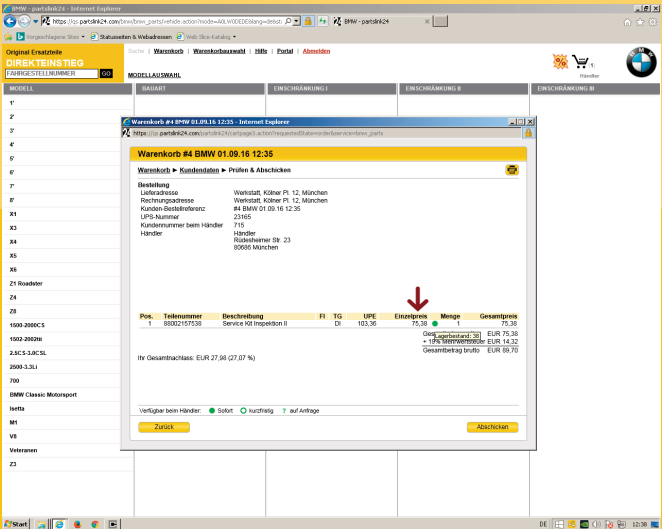 BMW - partslink24 - Internet Explorer
BMW - partslink24
Vorgeschlagene Sites
Statusseiten & Webadressen
Web Slice-Katalog
Original Ersatzteile
DIREKTEINSTIEG
FAHRGESTELLNUMMER GO
Suche | Warenkorb | Warenkorbauswahl | Hilfe | Portal | Abmelden
MODELLAUSWAHL
(1)
Händler
MODELL BAUART EINSCHRÄNKUNG I EINSCHRÄNKUNG II EINSCHRÄNKUNG III
1'
2'
3'
4'
5'
6'
7'
8'
X1
X3
X4
X5
X6
Z1 Roadster
Z4
Z8
1500-2000CS
1502-2002tii
2.5CS-3.0CSL
2500-3.3Li
700
BMW Classic Motorsport
Isetta
M1
V8
Veteranen
Z3
Warenkorb #4 BMW 01.09.16 12:35 - Internet Explorer
Warenkorb #4 BMW 01.09.16 12:35
Warenkorb ► Kundendaten ► Prüfen & Abschicken
Bestellung
Lieferadresse Werkstatt, Kölner Pl. 12, München
Rechnungsadresse Werkstatt, Kölner Pl. 12, München
Kunden-Bestellreferenz #4 BMW 01.09.16 12:35
UPS-Nummer 23165
Kundennummer beim Händler 715
Händler Händler
Rüdesheimer Str. 23
80686 München
Pos. Teilenummer Beschreibung FI TG UPE Einzelpreis Menge Gesamtpreis
1 88002157538 Service Kit Inspektion II DI 103,36 75,38 1 75,38
EUR 75,38
Lagerbestand: 38
+ 19% Mehrwertsteuer EUR 14,32
Gesamtbetrag brutto EUR 89,70
Ihr Gesamtnachlass: EUR 27,98 (27,07 %)
Verfügbar beim Händler: Sofort kurzfristig ? auf Anfrage
Zurück Abschicken
Start DE 12:38